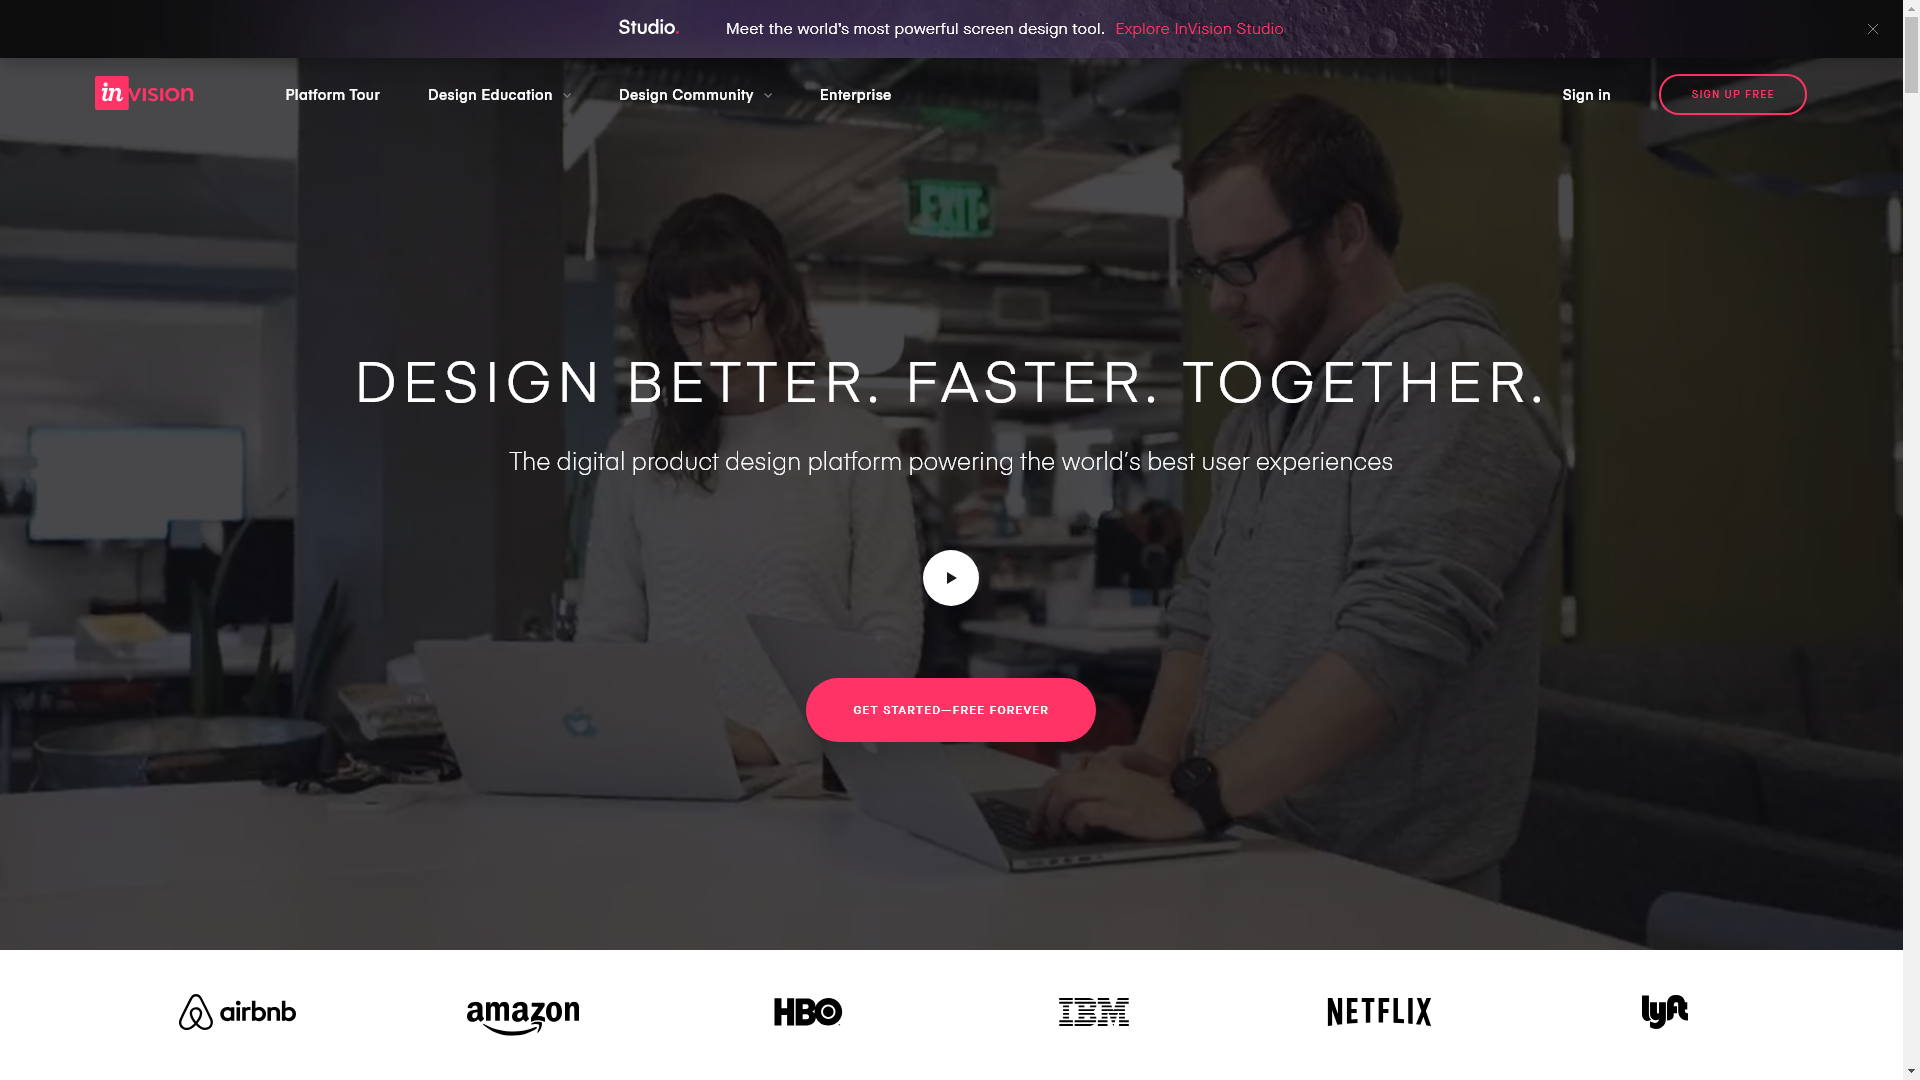 Studio.
Meet the world's most powerful screen design tool. Explore InVision Studio
invision
Platform Tour
Design Education
Design Community
Enterprise
Sign in
SIGN UP FREE
EXIT
DESIGN BETTER. FASTER. TOGETHER.
The digital product design platform powering the world's best user experiences
GET STARTED—FREE FOREVER
airbnb
amazon
HBO
IBM
NETFLIX
lyft